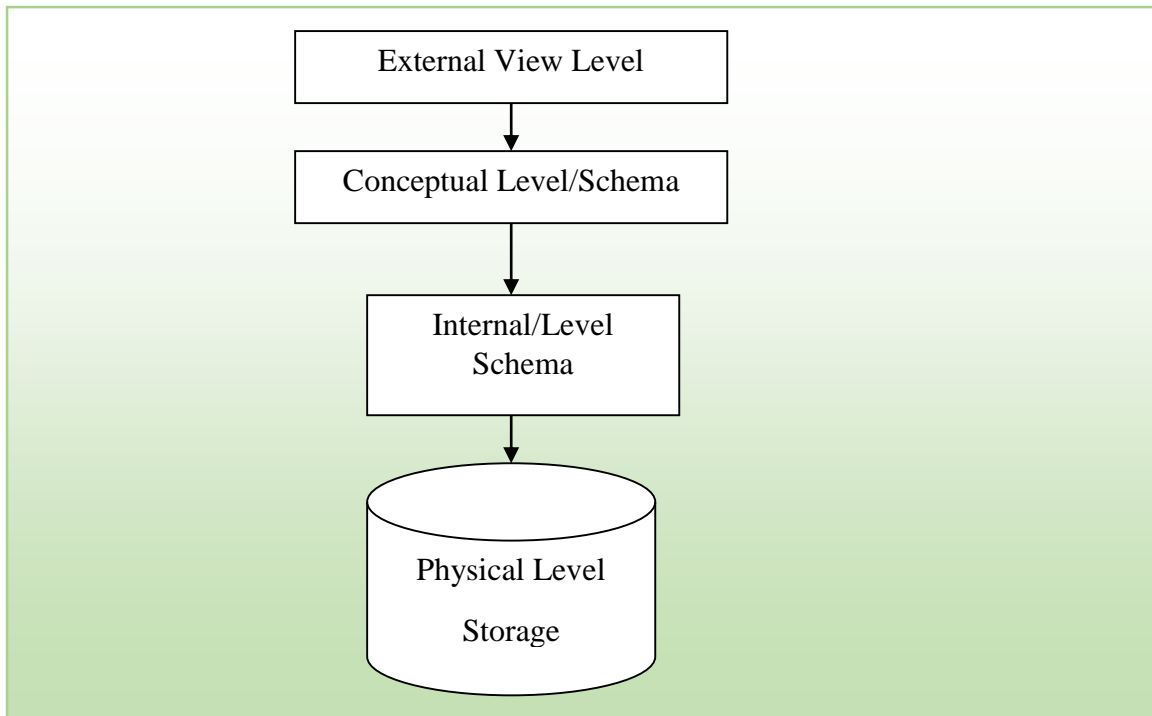 External View Level
Conceptual Level/Schema
Internal/Level
Schema
Physical Level
Storage